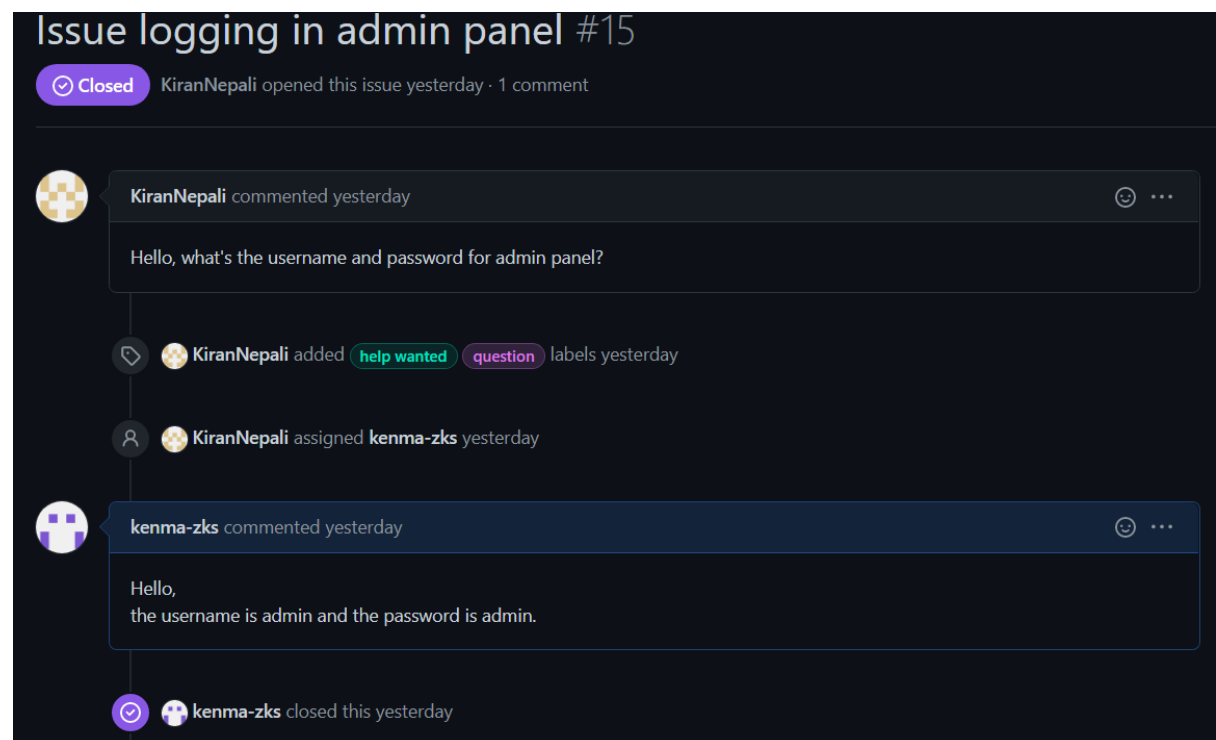 Issue logging in admin panel #15
Closed KiranNepali opened this issue yesterday · 1 comment
KiranNepali commented yesterday
Hello, what's the username and password for admin panel?
KiranNepali added help wanted question labels yesterday
KiranNepali assigned kenma-zks yesterday
kenma-zks commented yesterday
Hello,
the username is admin and the password is admin.
kenma-zks closed this yesterday